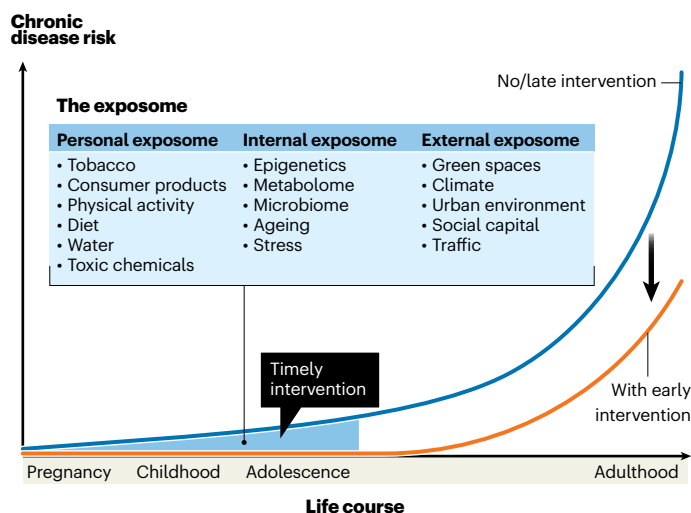 Chronic
disease risk
No/late intervention
The exposome
Personal exposome
• Tobacco
• Consumer products
• Physical activity
• Diet
• Water
• Toxic chemicals
Internal exposome
• Epigenetics
• Metabolome
• Microbiome
• Ageing
• Stress
External exposome
• Green spaces
• Climate
• Urban environment
• Social capital
• Traffic
Timely
intervention
With early
intervention
Pregnancy
Childhood
Adolescence
Adulthood
Life course